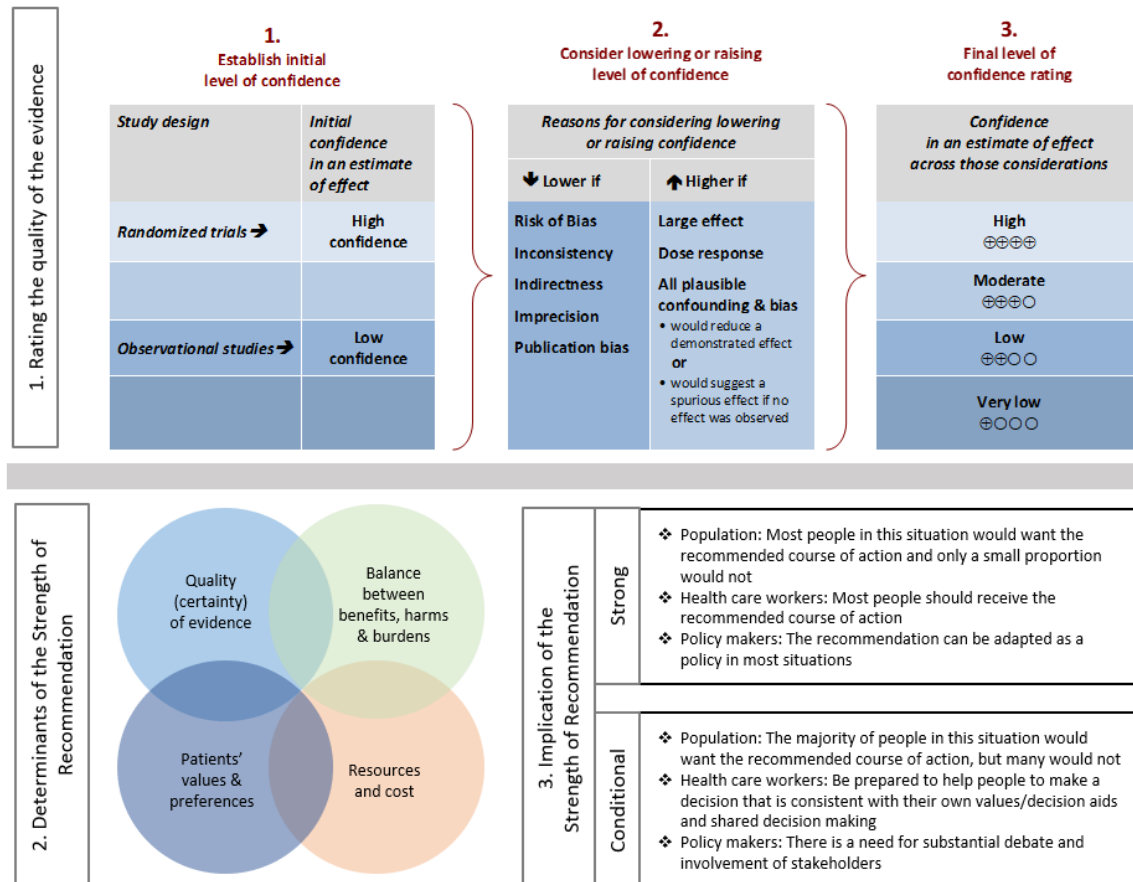 1. Rating the quality of the evidence
1.
Establish initial
level of confidence
Study design
Initial
confidence
in an estimate
of effect
Randomized trials➔
High
confidence
Observational studies➔
Low
confidence
2.
Consider lowering or raising
level of confidence
Reasons for considering lowering
or raising confidence
🡻 Lower if
🡹 Higher if
Risk of Bias
Inconsistency
Indirectness
Imprecision
Publication bias
Large effect
Dose response
All plausible
confounding & bias
• would reduce a
demonstrated effect
or
• would suggest a
spurious effect if no
effect was observed
3.
Final level of
confidence rating
Confidence
in an estimate of effect
across those considerations
High
⊕⊕⊕⊕
Moderate
⊕⊕⊕○
Low
⊕⊕○○
Very low
⊕○○○
2. Determinants of the Strength of
Recommendation
Quality
(certainty)
of evidence
Balance
between
benefits, harms
& burdens
Patients’
values &
preferences
Resources
and cost
3. Implication of the
Strength of Recommendation
Strong
❖ Population: Most people in this situation would want the
recommended course of action and only a small proportion
would not
❖ Health care workers: Most people should receive the
recommended course of action
❖ Policy makers: The recommendation can be adapted as a
policy in most situations
Conditional
❖ Population: The majority of people in this situation would
want the recommended course of action, but many would not
❖ Health care workers: Be prepared to help people to make a
decision that is consistent with their own values/decision aids
and shared decision making
❖ Policy makers: There is a need for substantial debate and
involvement of stakeholders